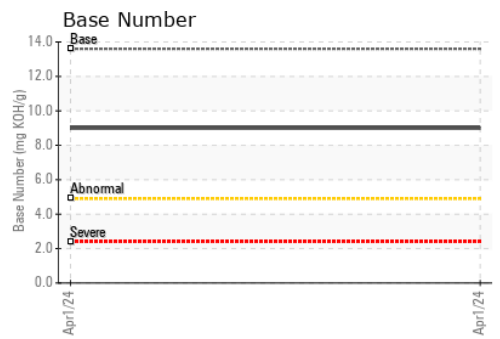 Base Number
Base Number (mg KOH/g)
14.0
12.0
10.0
8.0
6.0
4.0
2.0
0.0
Base
Abnormal
Severe
Apr1/24
Apr1/24